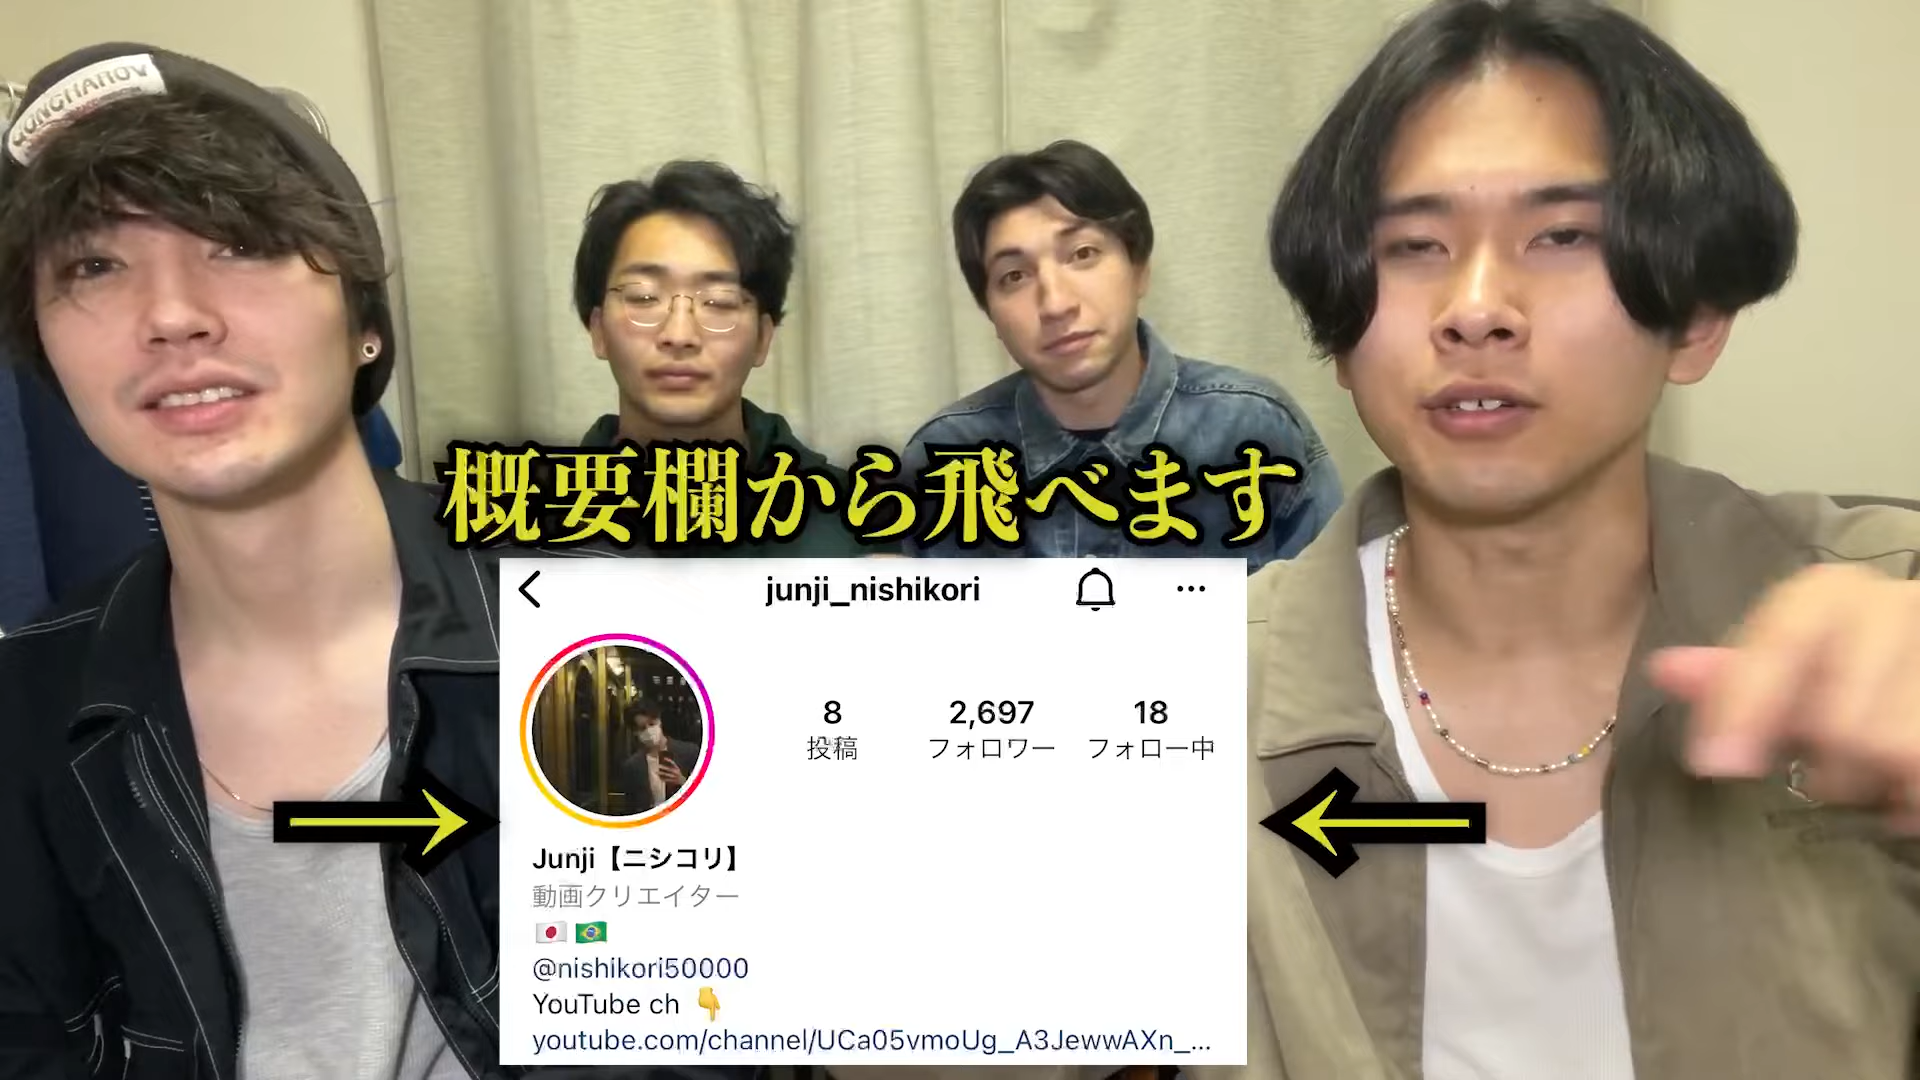 GONCHAROV
概要欄から飛べます
junji_nishikori
8
2,697
18
投稿
フォロワー
フォロー中
Junji【ニシコリ】
動画クリエイター
@nishikori50000
YouTube ch
youtube.com/channel/UCa05vmoUg_A3JewwAXn_...